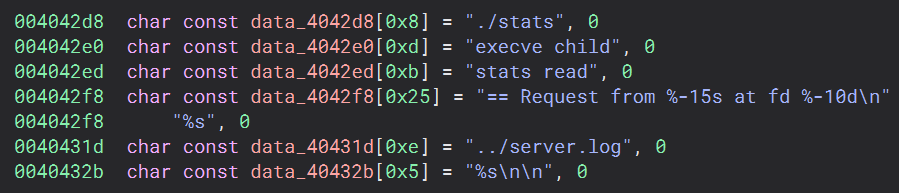 004042d8  char const data_4042d8[0x8] = "./stats", 0
004042e0  char const data_4042e0[0xd] = "execve child", 0
004042ed  char const data_4042ed[0xb] = "stats read", 0
004042f8  char const data_4042f8[0x25] = "== Request from %-15s at fd %-10d\n"
004042f8      "%s", 0
0040431d  char const data_40431d[0xe] = "../server.log", 0
0040432b  char const data_40432b[0x5] = "%s\n\n", 0